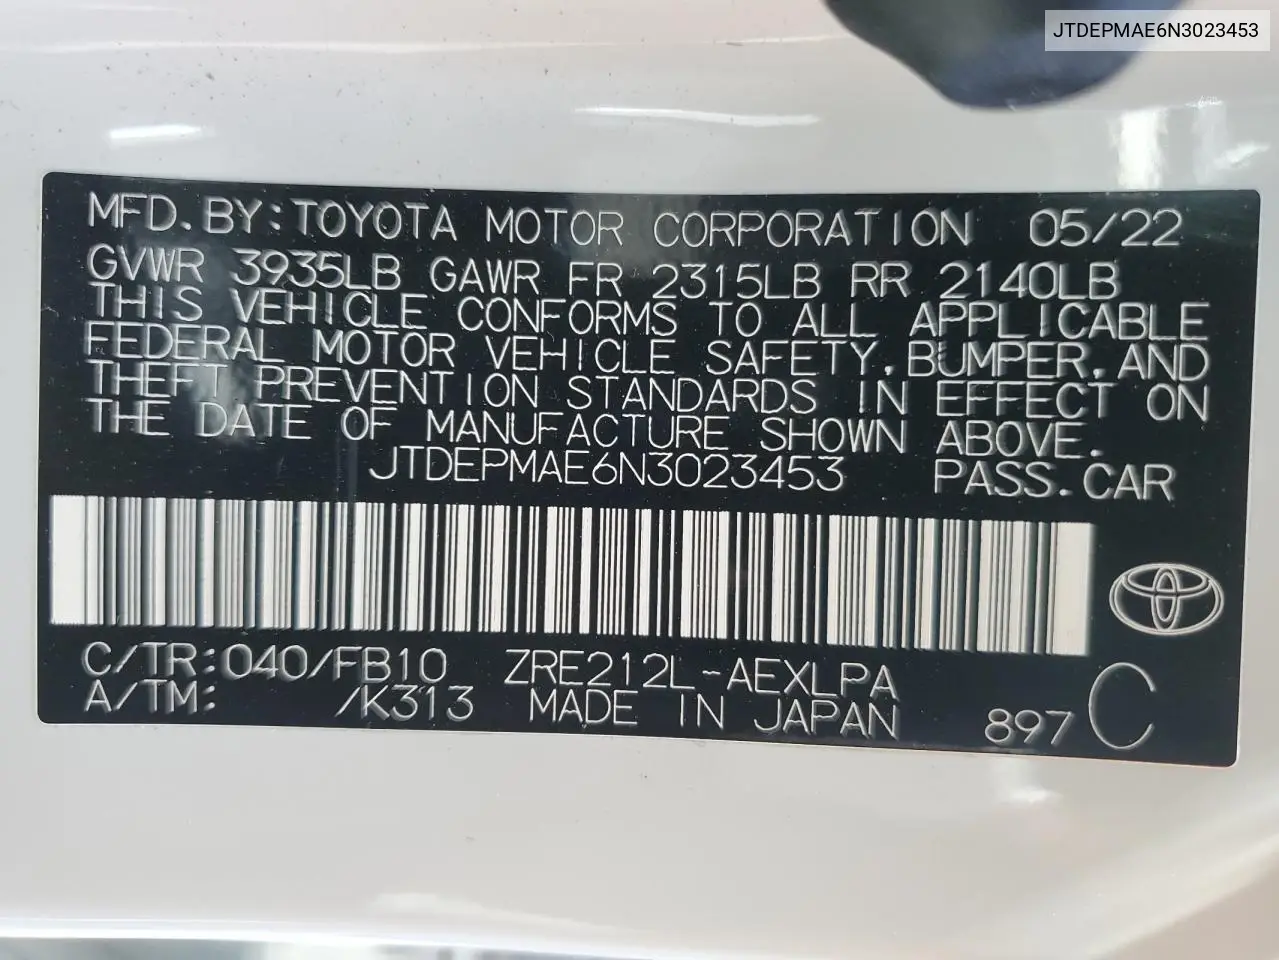 JTDEPMAE6N3023453
MFD.BY:TOYOTA MOTOR CORPORATION 05/22
GVWR 3935LB GAWR FR 2315LB RR 2140LB
THIS VEHICLE CONFORMS TO ALL APPLICABLE
FEDERAL MOTOR VEHICLE SAFETY,BUMPER,AND
THEFT PREVENTION STANDARDS IN EFFECT ON
THE DATE OF MANUFACTURE SHOWN ABOVE.
JTDEPMAE6N3023453 PASS.CAR
C/TR:040/FB10 ZRE212L-AEXLPA
A/TM: /K313 MADE IN JAPAN 897 C